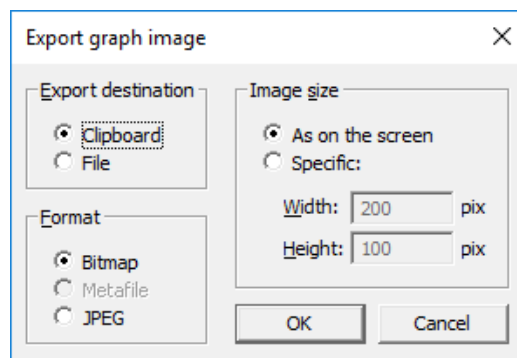 Export graph image
Export destination
Clipboard
File
Format
Bitmap
Metafile
JPEG
Image size
As on the screen
Specific:
Width: 200 pix
Height: 100 pix
OK Cancel